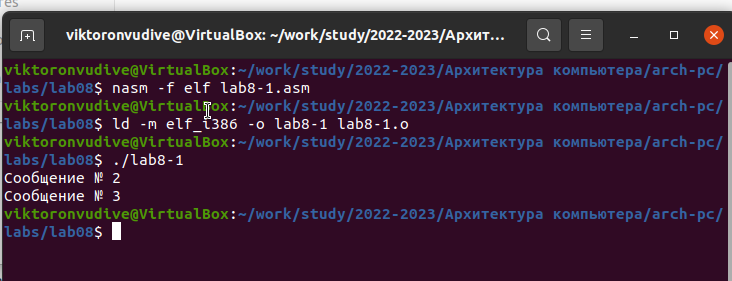 res
viktoronvudive@VirtualBox: ~/work/study/2022-2023/Архит…
viktoronvudive@VirtualBox:~/work/study/2022-2023/Архитектура компьютера/arch-pc/
labs/lab08$ nasm -f elf lab8-1.asm
viktoronvudive@VirtualBox:~/work/study/2022-2023/Архитектура компьютера/arch-pc/
labs/lab08$ ld -m elf_i386 -o lab8-1 lab8-1.o
viktoronvudive@VirtualBox:~/work/study/2022-2023/Архитектура компьютера/arch-pc/
labs/lab08$ ./lab8-1
Сообщение № 2
Сообщение № 3
viktoronvudive@VirtualBox:~/work/study/2022-2023/Архитектура компьютера/arch-pc/
labs/lab08$